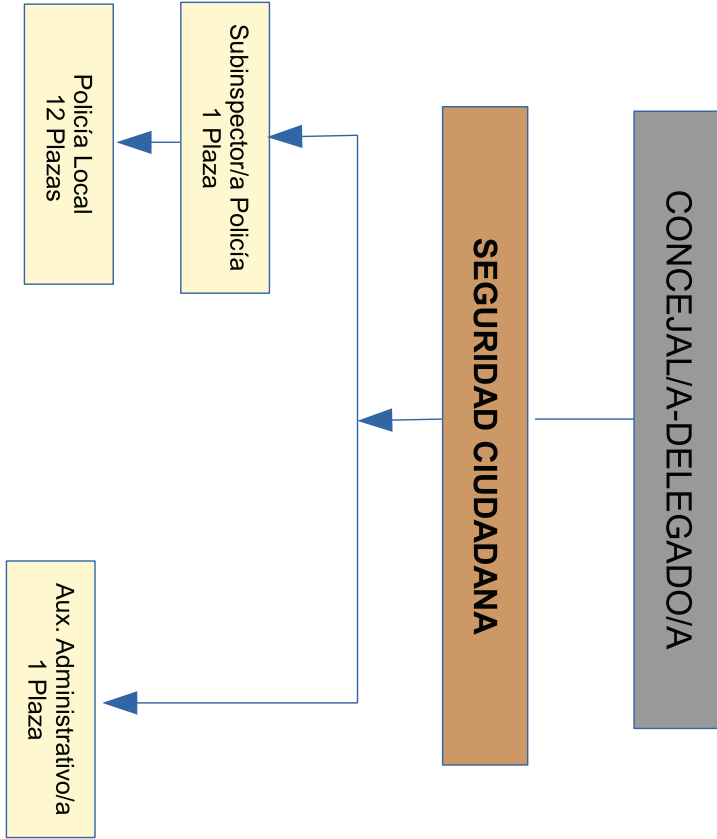 CONCEJAL/A-DELEGADO/A
SEGURIDAD CIUDADANA
Subinspector/a Policía
1 Plaza
Policía Local
12 Plazas
Aux. Administrativo/a
1 Plaza